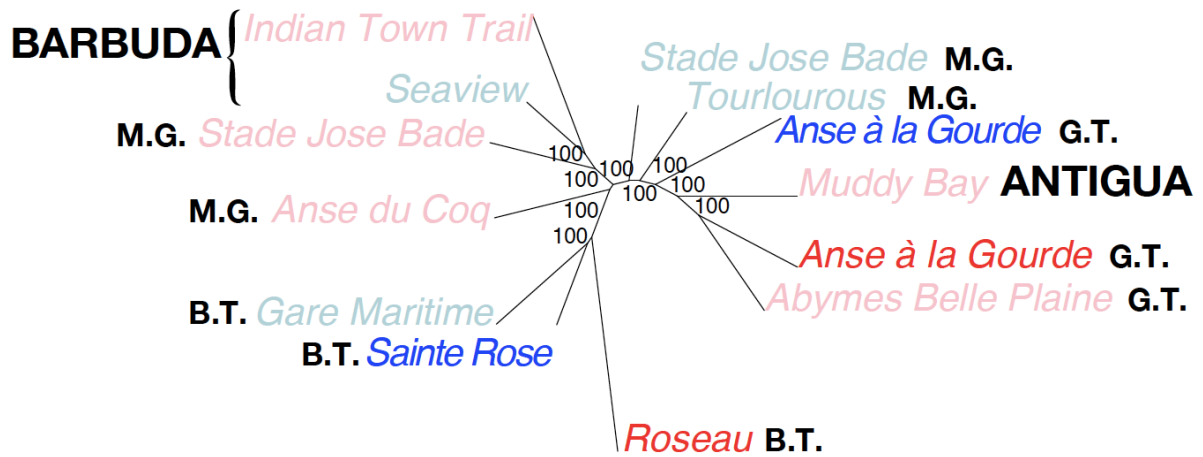 BARBUDA { Indian Town Trail
Seaview
M.G. Stade Jose Bade
M.G. Anse du Coq
B.T. Gare Maritime
B.T. Sainte Rose
Roseau B.T.
Stade Jose Bade M.G.
Tourlourous M.G.
Anse à la Gourde G.T.
Muddy Bay ANTIGUA
Anse à la Gourde G.T.
Abymes Belle Plaine G.T.
100
100
100
100
100
100
100
100
100